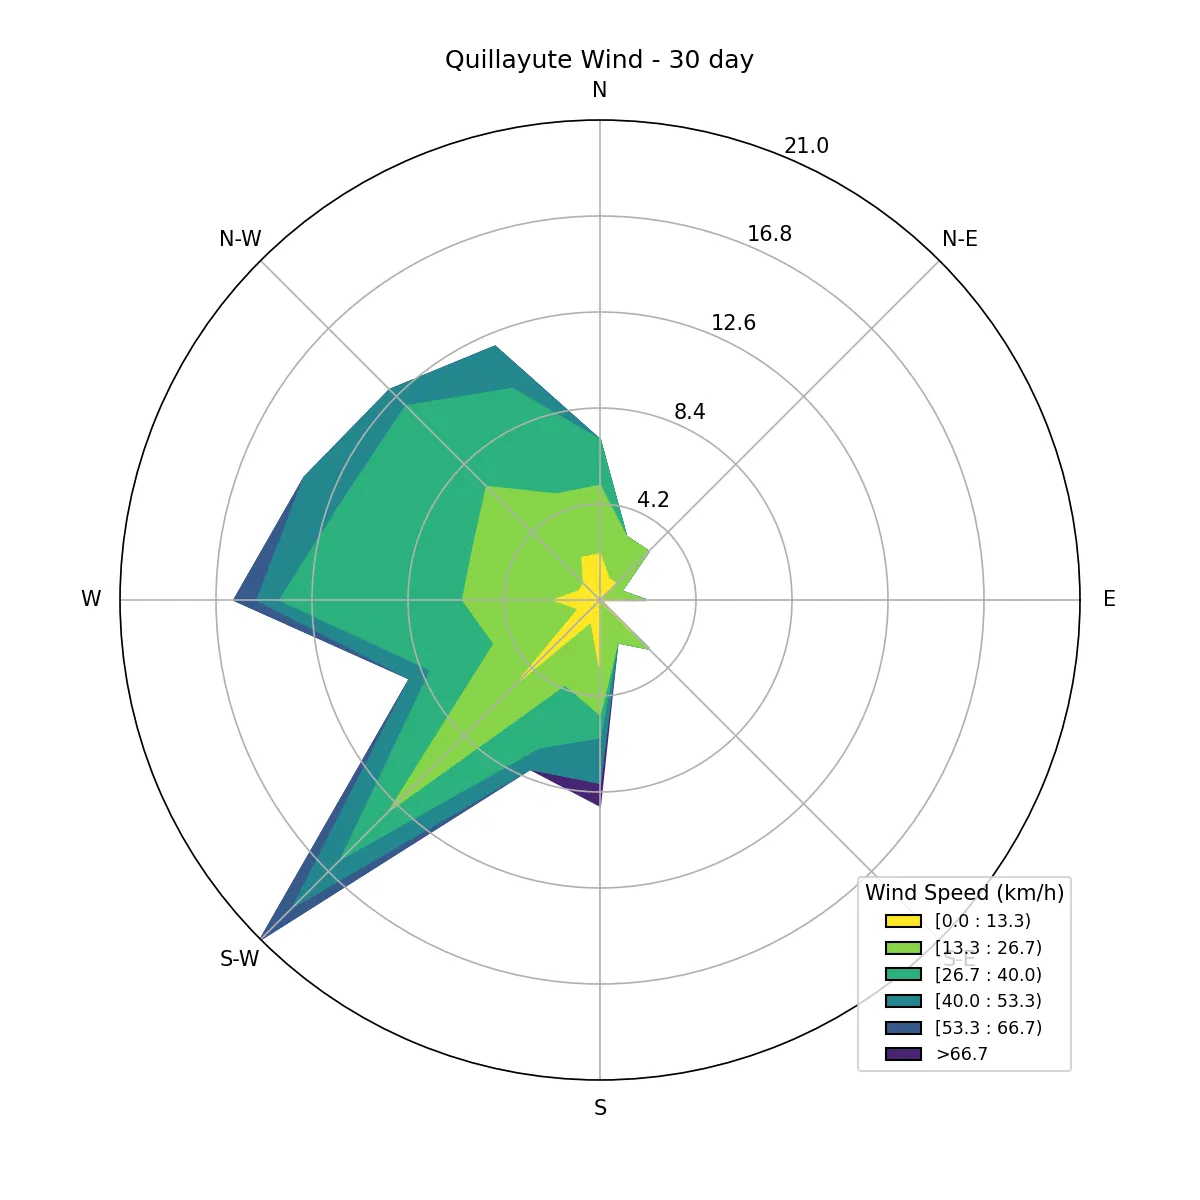 Quillayute Wind - 30 day
N
21.0
16.8
N-W
N-E
12.6
8.4
4.2
W
E
S-W
S-E
S
Wind Speed (km/h)
[0.0 : 13.3)
[13.3 : 26.7)
[26.7 : 40.0)
[40.0 : 53.3)
[53.3 : 66.7)
>66.7